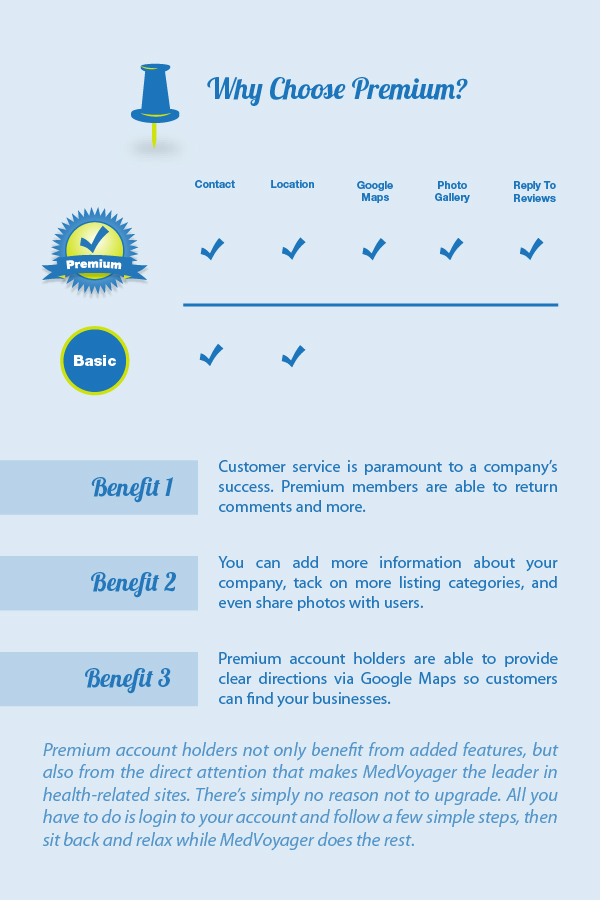 Why Choose Premium?
Contact Location Google Maps Photo Gallery Reply To Reviews
Premium
Basic
Benefit 1
Customer service is paramount to a company’s
success. Premium members are able to return
comments and more.
Benefit 2
You can add more information about your
company, tack on more listing categories, and
even share photos with users.
Benefit 3
Premium account holders are able to provide
clear directions via Google Maps so customers
can find your businesses.
Premium account holders not only benefit from added features, but
also from the direct attention that makes MedVoyager the leader in
health-related sites. There’s simply no reason not to upgrade. All you
have to do is login to your account and follow a few simple steps, then
sit back and relax while MedVoyager does the rest.